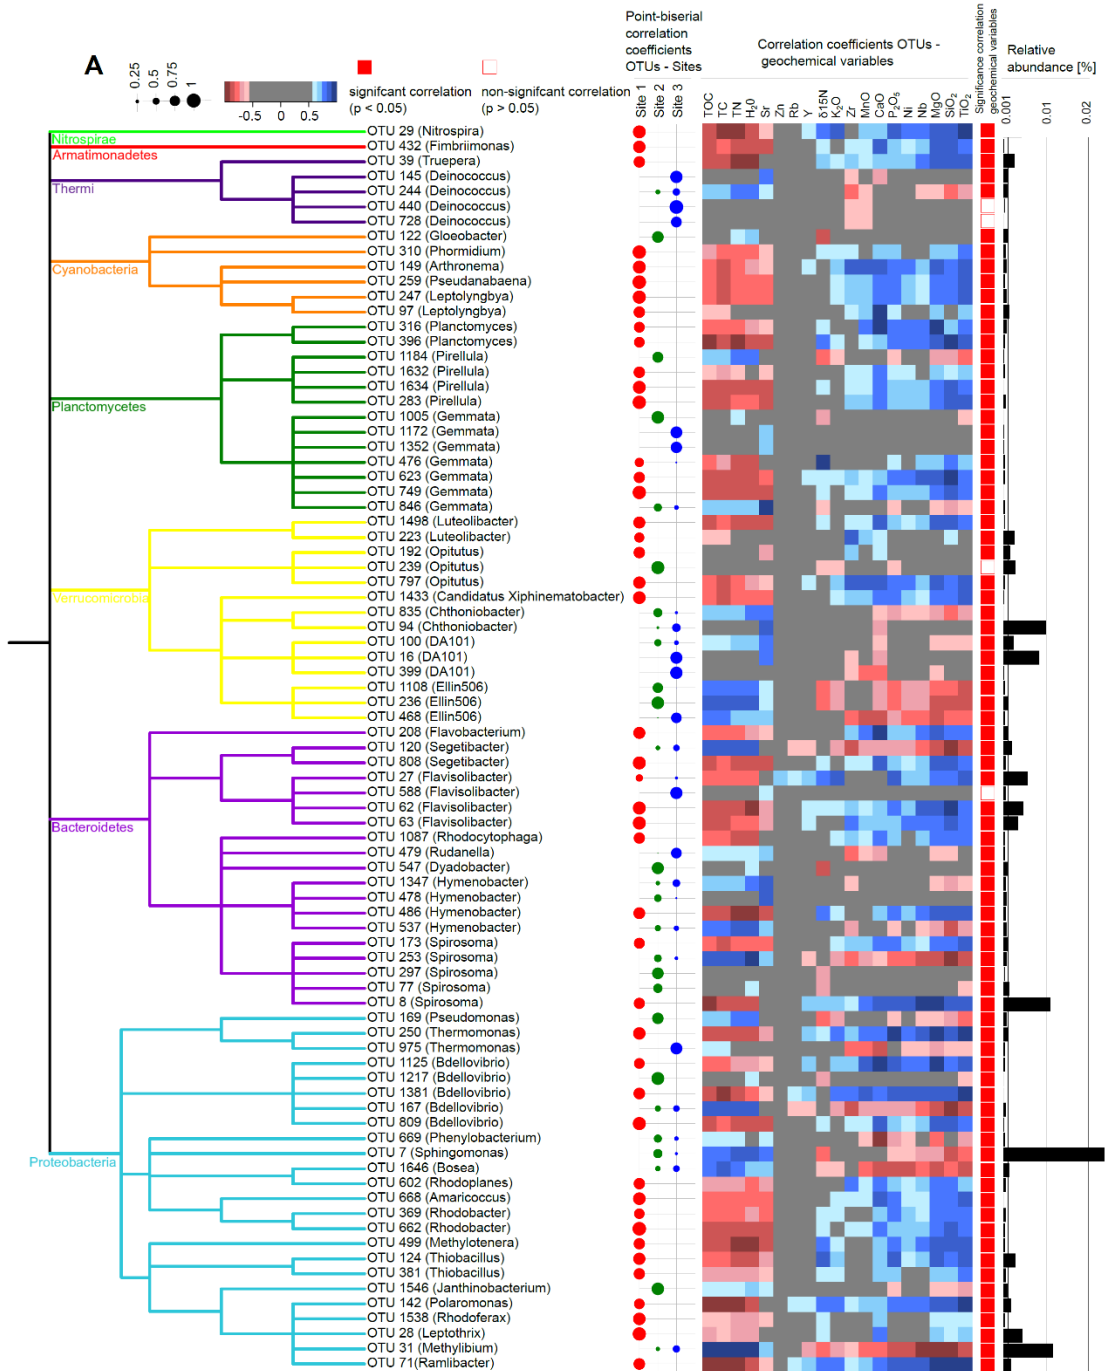 A
0.25
0.5
0.75
1
-0.5
0
0.5
signifcant correlation
(p < 0.05)
non-signifcant correlation
(p > 0.05)
Point-biserial
correlation
coefficients
OTUs - Sites
Site 1
Site 2
Site 3
Correlation coefficients OTUs -
geochemical variables
TOC
TC
TN
H₂0
Sr
Zn
Rb
Y
δ15N
K₂O
Zr
MnO
CaO
P₂O₅
Ni
Nb
MgO
SiO₂
TiO₂
Significance correlation
geochemical variables
Relative
abundance [%]
0.001
0.01
0.02
Nitrospirae
Armatimonadetes
Thermi
Cyanobacteria
Planctomycetes
Verrucomicrobia
Bacteroidetes
Proteobacteria
OTU 29 (Nitrospira)
OTU 432 (Fimbriimonas)
OTU 39 (Truepera)
OTU 145 (Deinococcus)
OTU 244 (Deinococcus)
OTU 440 (Deinococcus)
OTU 728 (Deinococcus)
OTU 122 (Gloeobacter)
OTU 310 (Phormidium)
OTU 149 (Arthronema)
OTU 259 (Pseudanabaena)
OTU 247 (Leptolyngbya)
OTU 97 (Leptolyngbya)
OTU 316 (Planctomyces)
OTU 396 (Planctomyces)
OTU 1184 (Pirellula)
OTU 1632 (Pirellula)
OTU 1634 (Pirellula)
OTU 283 (Pirellula)
OTU 1005 (Gemmata)
OTU 1172 (Gemmata)
OTU 1352 (Gemmata)
OTU 476 (Gemmata)
OTU 623 (Gemmata)
OTU 749 (Gemmata)
OTU 846 (Gemmata)
OTU 1498 (Luteolibacter)
OTU 223 (Luteolibacter)
OTU 192 (Opitutus)
OTU 239 (Opitutus)
OTU 797 (Opitutus)
OTU 1433 (Candidatus Xiphinematobacter)
OTU 835 (Chthoniobacter)
OTU 94 (Chthoniobacter)
OTU 100 (DA101)
OTU 16 (DA101)
OTU 399 (DA101)
OTU 1108 (Ellin506)
OTU 236 (Ellin506)
OTU 468 (Ellin506)
OTU 208 (Flavobacterium)
OTU 120 (Segetibacter)
OTU 808 (Segetibacter)
OTU 27 (Flavisolibacter)
OTU 588 (Flavisolibacter)
OTU 62 (Flavisolibacter)
OTU 63 (Flavisolibacter)
OTU 1087 (Rhodocytophaga)
OTU 479 (Rudanella)
OTU 547 (Dyadobacter)
OTU 1347 (Hymenobacter)
OTU 478 (Hymenobacter)
OTU 486 (Hymenobacter)
OTU 537 (Hymenobacter)
OTU 173 (Spirosoma)
OTU 253 (Spirosoma)
OTU 297 (Spirosoma)
OTU 77 (Spirosoma)
OTU 8 (Spirosoma)
OTU 169 (Pseudomonas)
OTU 250 (Thermomonas)
OTU 975 (Thermomonas)
OTU 1125 (Bdellovibrio)
OTU 1217 (Bdellovibrio)
OTU 1381 (Bdellovibrio)
OTU 167 (Bdellovibrio)
OTU 809 (Bdellovibrio)
OTU 669 (Phenylobacterium)
OTU 7 (Sphingomonas)
OTU 1646 (Bosea)
OTU 602 (Rhodoplanes)
OTU 668 (Amaricoccus)
OTU 369 (Rhodobacter)
OTU 662 (Rhodobacter)
OTU 499 (Methylotenera)
OTU 124 (Thiobacillus)
OTU 381 (Thiobacillus)
OTU 1546 (Janthinobacterium)
OTU 142 (Polaromonas)
OTU 1538 (Rhodoferax)
OTU 28 (Leptothrix)
OTU 31 (Methylibium)
OTU 71(Ramlibacter)